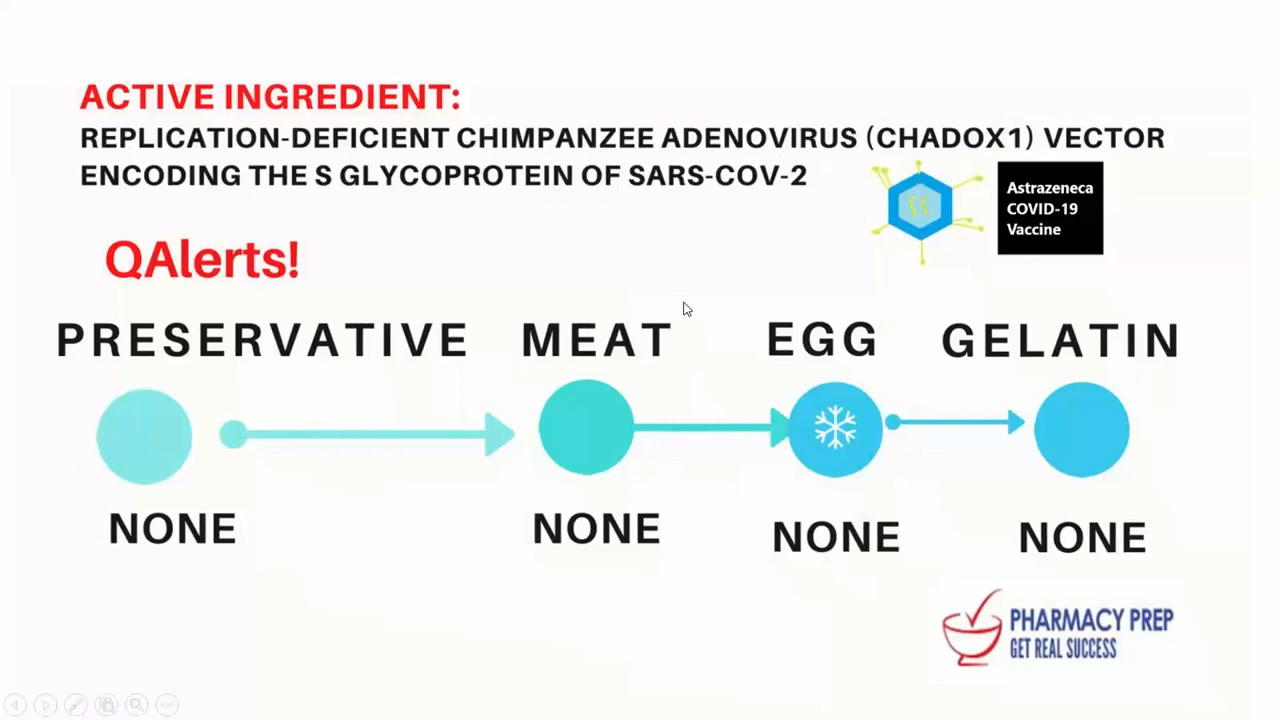 ACTIVE INGREDIENT:
REPLICATION-DEFICIENT CHIMPANZEE ADENOVIRUS (CHADOX1) VECTOR
ENCODING THE S GLYCOPROTEIN OF SARS-COV-2
Astrazeneca
COVID-19
Vaccine
QAlerts!
PRESERVATIVE MEAT EGG GELATIN
NONE NONE NONE NONE
PHARMACY PREP
GET REAL SUCCESS